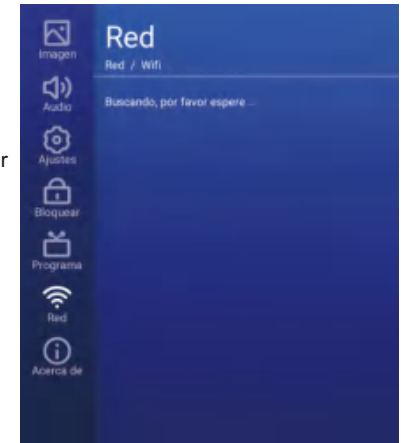 Imagen
Audio
r
Ajustes
Bloquear
Programa
Red
Acerca de
Red
Red / Wifi
Buscando, por favor espere ...